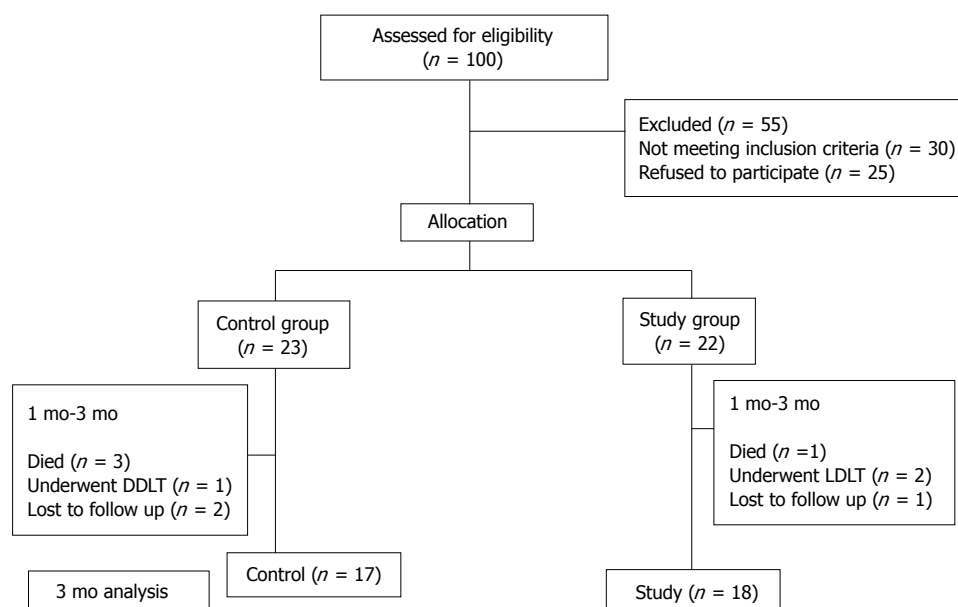 Assessed for eligibility
(n = 100)
Excluded (n = 55)
Not meeting inclusion criteria (n = 30)
Refused to participate (n = 25)
Allocation
Control group
(n = 23)
Study group
(n = 22)
1 mo-3 mo
Died (n = 3)
Underwent DDLT (n = 1)
Lost to follow up (n = 2)
1 mo-3 mo
Died (n =1)
Underwent LDLT (n = 2)
Lost to follow up (n = 1)
Control (n = 17)
Study (n = 18)
3 mo analysis